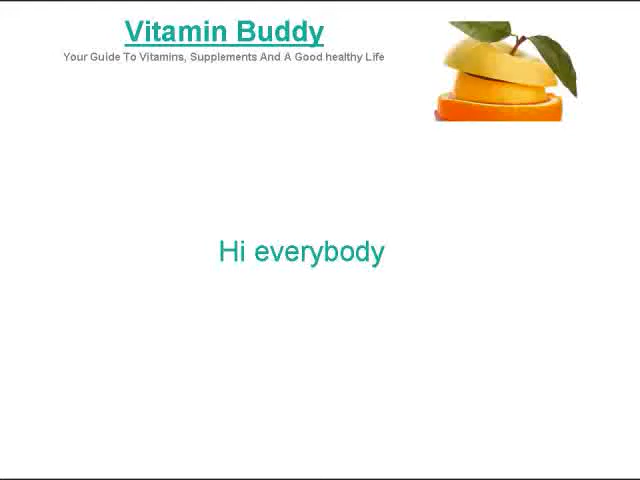 Vitamin Buddy
Your Guide To Vitamins, Supplements And A Good healthy Life
Hi everybody